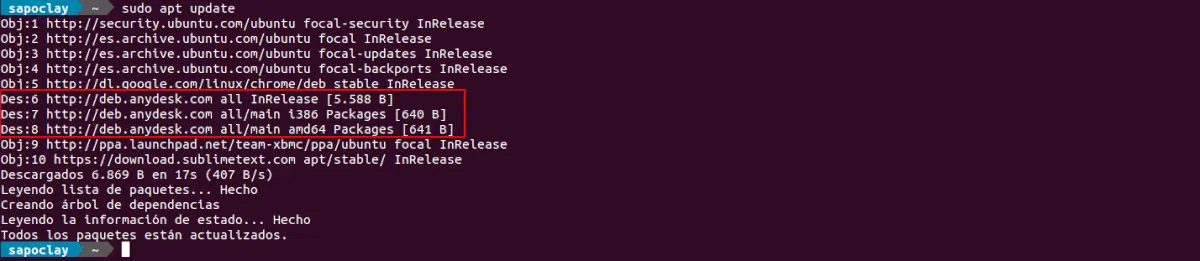 sapoclay ~ sudo apt update
Obj:1 http://security.ubuntu.com/ubuntu focal-security InRelease
Obj:2 http://es.archive.ubuntu.com/ubuntu focal InRelease
Obj:3 http://es.archive.ubuntu.com/ubuntu focal-updates InRelease
Obj:4 http://es.archive.ubuntu.com/ubuntu focal-backports InRelease
Obj:5 http://dl.google.com/linux/chrome/deb stable InRelease
Des:6 http://deb.anydesk.com all InRelease [5.588 B]
Des:7 http://deb.anydesk.com all/main i386 Packages [640 B]
Des:8 http://deb.anydesk.com all/main amd64 Packages [641 B]
Obj:9 http://ppa.launchpad.net/team-xbmc/ppa/ubuntu focal InRelease
Obj:10 https://download.sublimetext.com apt/stable/ InRelease
Descargados 6.869 B en 17s (407 B/s)
Leyendo lista de paquetes... Hecho
Creando árbol de dependencias
Leyendo la información de estado... Hecho
Todos los paquetes están actualizados.
sapoclay ~